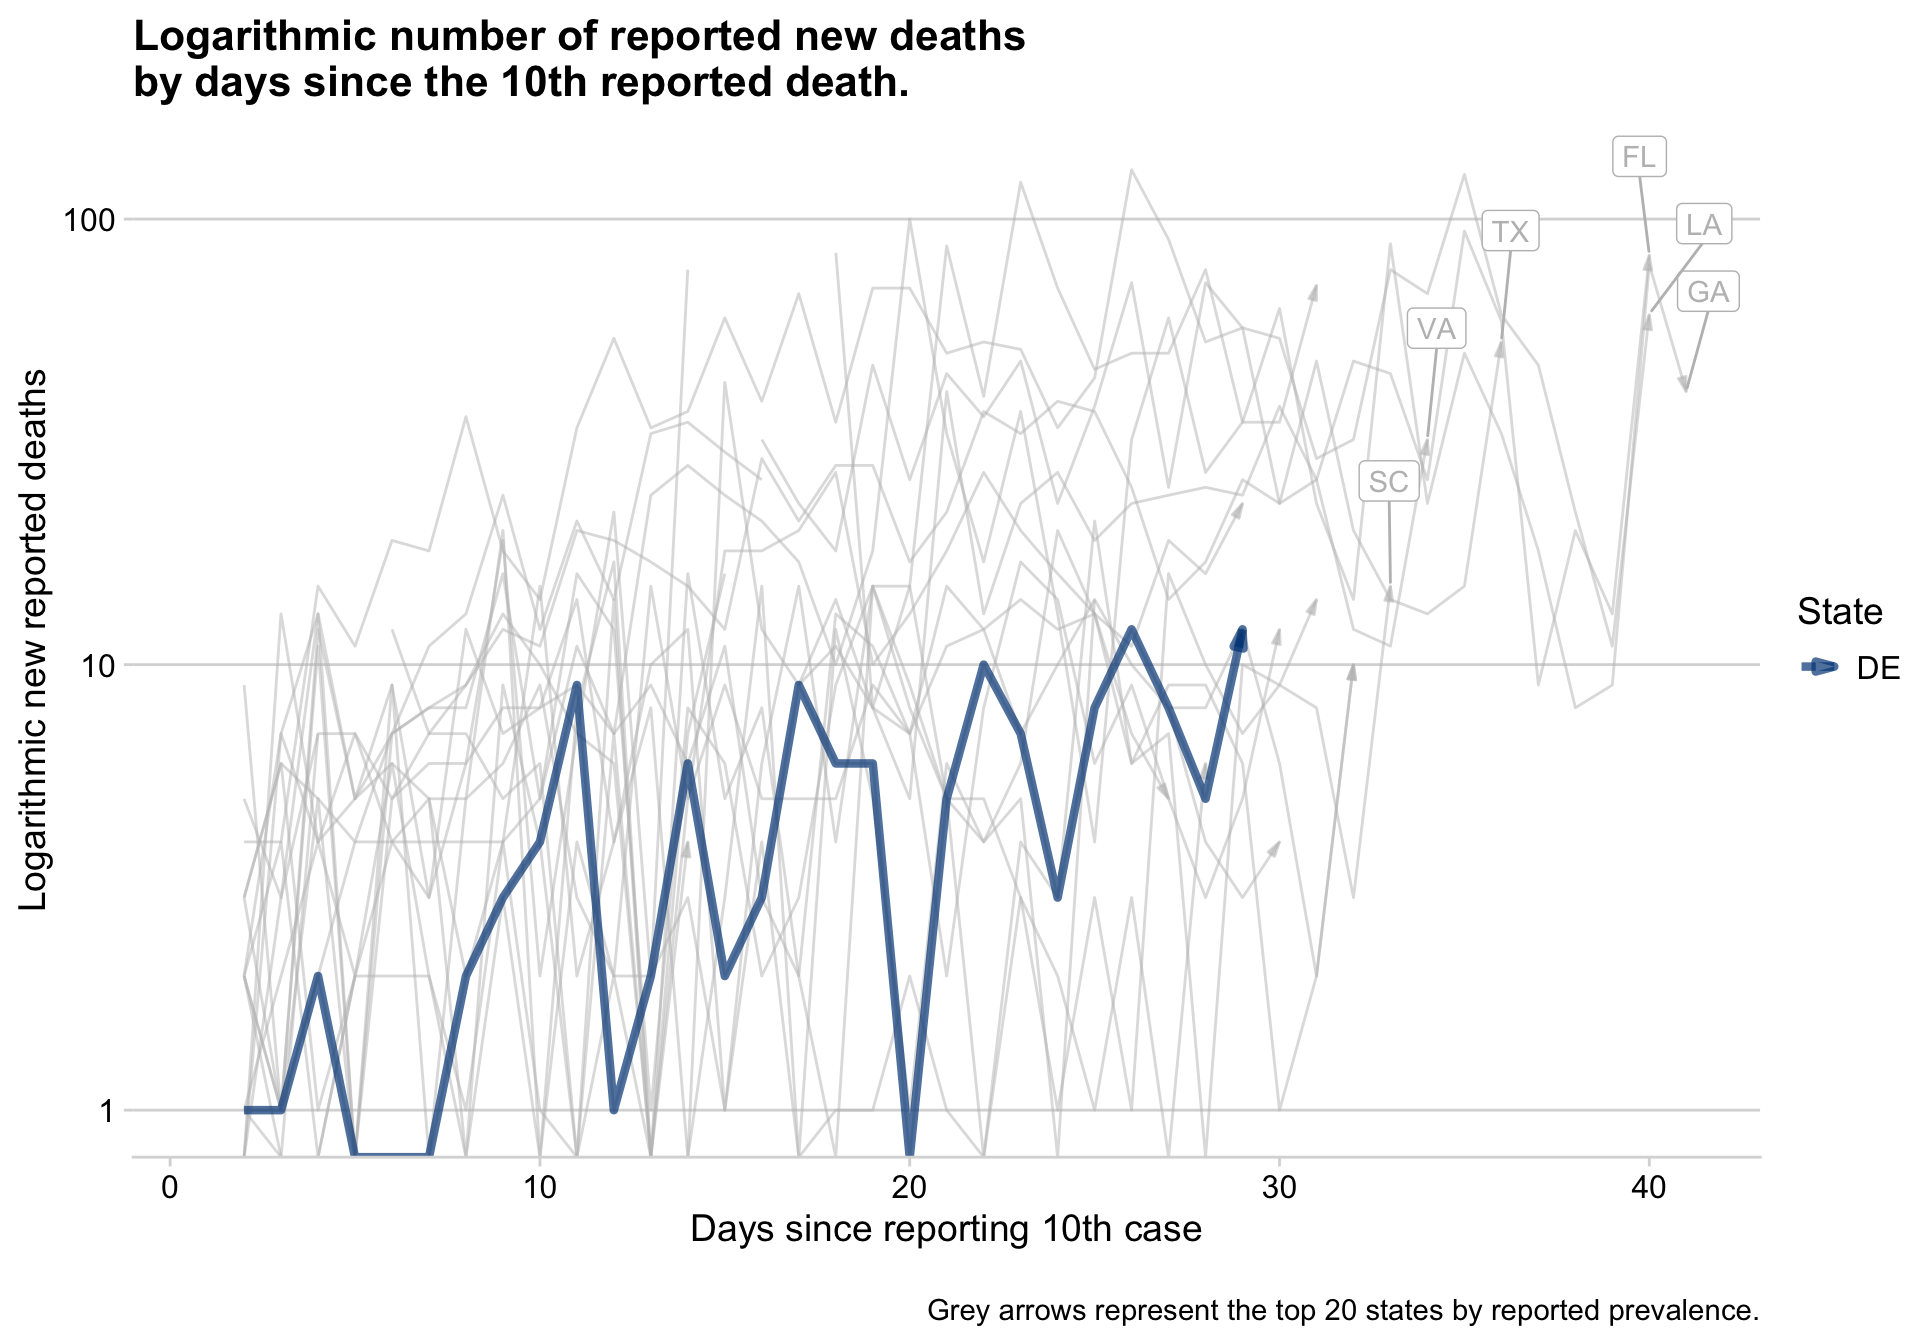 Logarithmic number of reported new deaths
by days since the 10th reported death.
FL
LA
TX
GA
VA
SC
100
10
1
Logarithmic new reported deaths
0 10 20 30 40
Days since reporting 10th case
State
DE
Grey arrows represent the top 20 states by reported prevalence.